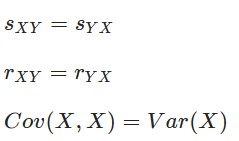 s_{XY} = s_{YX}
r_{XY} = r_{YX}
Cov(X, X) = Var(X)